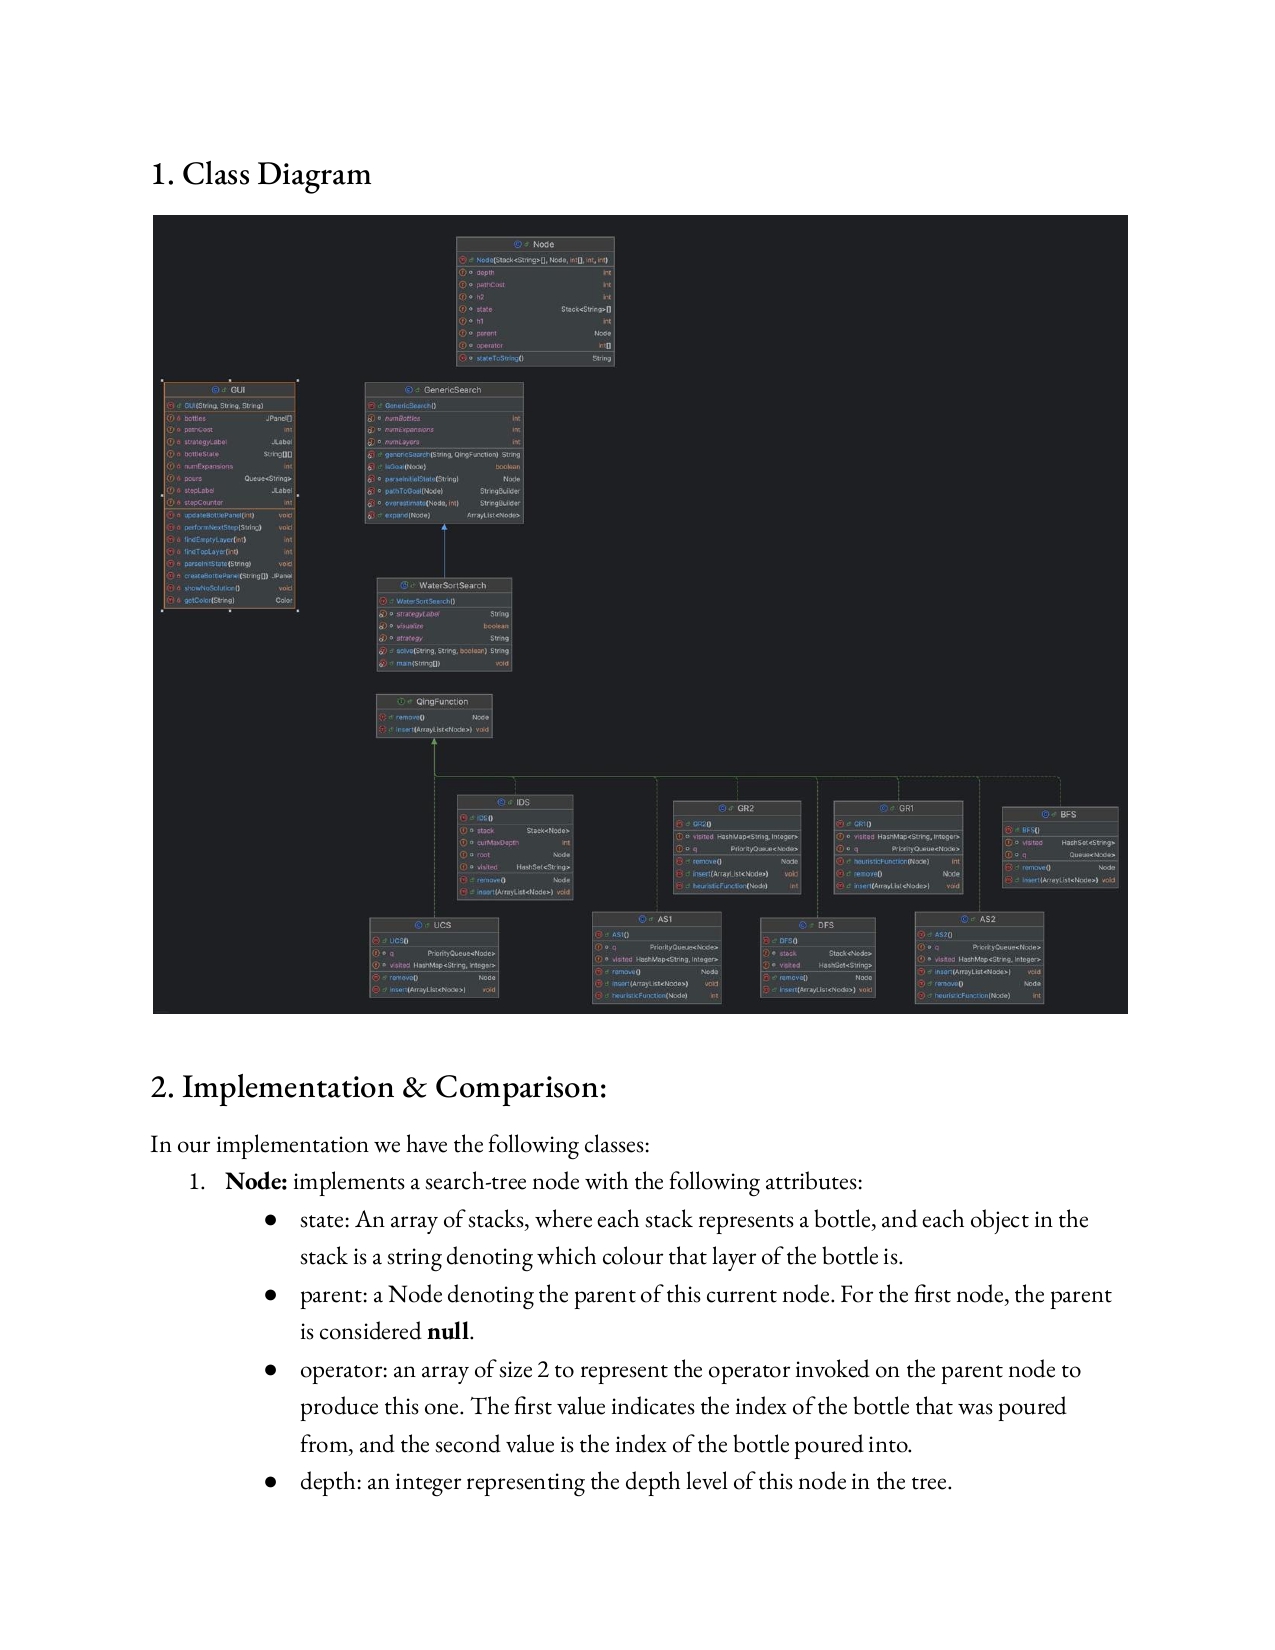 1. Class Diagram
Node
Node(Stack<String>[], Node, int[], int, int)
depth int
pathCost int
h2 int
state Stack<String>[]
h1 int
parent Node
operator int[]
stateToString() String
GUI
GUI(String, String, String)
bottles JPanel[]
pathCost int
strategyLabel JLabel
bottleState String[][]
numExpansions int
pours Queue<String>
stepLabel JLabel
stepCounter int
updateBottlePanel(int) void
performNextStep(String) void
findEmptyLayer(int) int
findTopLayer(int) int
parseInitState(String) void
createBottlePanel(String[]) JPanel
showNoSolution() void
getColor(String) Color
GenericSearch
GenericSearch()
numBottles int
numExpansions int
numLayers int
genericSearch(String, QingFunction) String
isGoal(Node) boolean
parseInitialState(String) Node
pathToGoal(Node) StringBuilder
overestimate(Node, int) StringBuilder
expand(Node) ArrayList<Node>
WaterSortSearch
WaterSortSearch()
strategyLabel String
visualize boolean
strategy String
solve(String, String, boolean) String
main(String[]) void
QingFunction
remove() Node
insert(ArrayList<Node>) void
IDS
IDS()
stack Stack<Node>
curMaxDepth int
root Node
visited HashSet<String>
remove() Node
insert(ArrayList<Node>) void
GR2
GR2()
visited HashMap<String, Integer>
q PriorityQueue<Node>
remove() Node
insert(ArrayList<Node>) void
heuristicFunction(Node) int
GR1
GR1()
visited HashMap<String, Integer>
q PriorityQueue<Node>
heuristicFunction(Node) int
remove() Node
insert(ArrayList<Node>) void
BFS
BFS()
visited HashSet<String>
q Queue<Node>
remove() Node
insert(ArrayList<Node>) void
UCS
UCS()
q PriorityQueue<Node>
visited HashMap<String, Integer>
remove() Node
insert(ArrayList<Node>) void
AS1
AS1()
q PriorityQueue<Node>
visited HashMap<String, Integer>
remove() Node
insert(ArrayList<Node>) void
heuristicFunction(Node) int
DFS
DFS()
stack Stack<Node>
visited HashSet<String>
remove() Node
insert(ArrayList<Node>) void
AS2
AS2()
q PriorityQueue<Node>
visited HashMap<String, Integer>
insert(ArrayList<Node>) void
remove() Node
heuristicFunction(Node) int
2. Implementation & Comparison:
In our implementation we have the following classes:
1. Node: implements a search-tree node with the following attributes:
● state: An array of stacks, where each stack represents a bottle, and each object in the
stack is a string denoting which colour that layer of the bottle is.
● parent: a Node denoting the parent of this current node. For the first node, the parent
is considered null.
● operator: an array of size 2 to represent the operator invoked on the parent node to
produce this one. The first value indicates the index of the bottle that was poured
from, and the second value is the index of the bottle poured into.
● depth: an integer representing the depth level of this node in the tree.